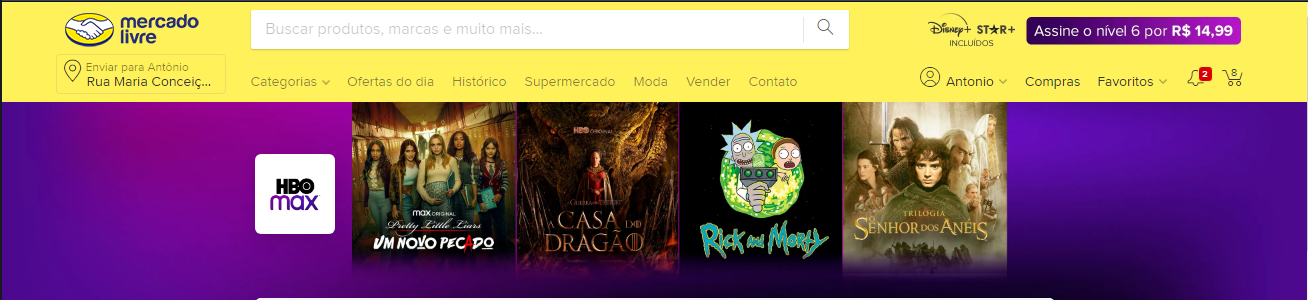 mercado
livre
Buscar produtos, marcas e muito mais...
Disney+ STAR+
INCLUÍDOS
Assine o nível 6 por R$ 14,99
Enviar para Antônio
Rua Maria Conceiç...
Categorias
Ofertas do dia
Histórico
Supermercado
Moda
Vender
Contato
Antonio
Compras
Favoritos
2
8
HBO
max
max ORIGINAL
Pretty Little Liars
UM NOVO PECADO
HBO ORIGINAL
CASA DO
DRAGÃO
Rick and Morty
TRILOGIA
O SENHOR DOS ANÉIS